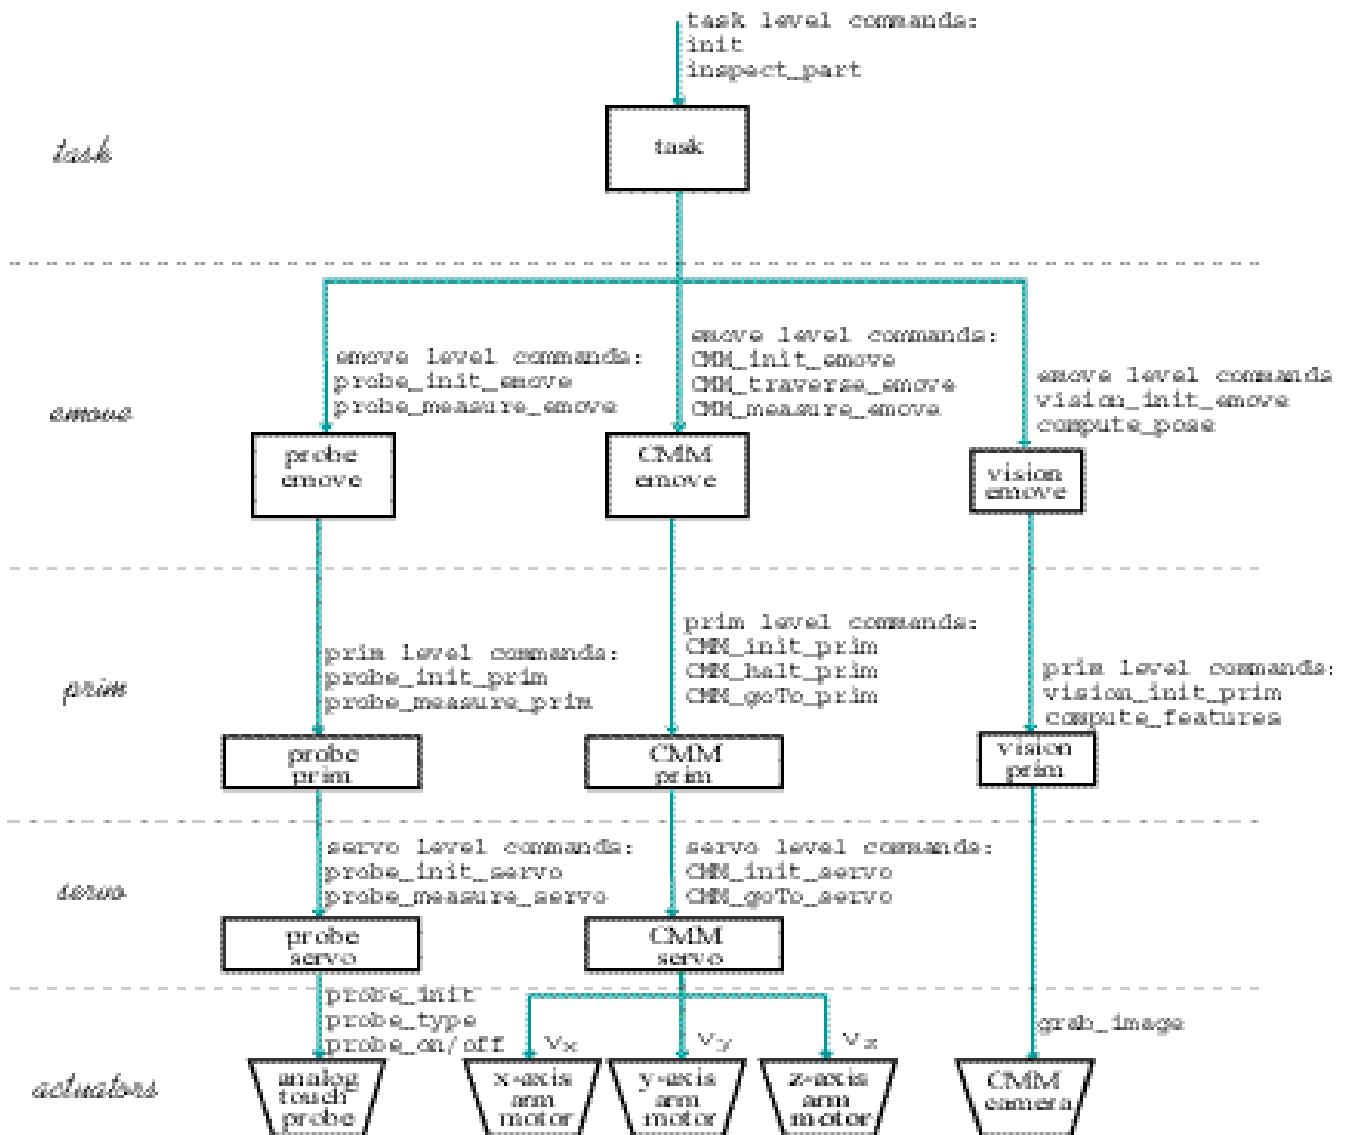 task level commands:
init
inspect_part
task
task
emove level commands:
probe_init_emove
probe_measure_emove
emove level commands:
CMM_init_emove
CMM_traverse_emove
CMM_measure_emove
emove level commands
vision_init_emove
compute_pose
emove
probe
emove
CMM
emove
vision
emove
prim level commands:
probe_init_prim
probe_measure_prim
prim level commands:
CMM_init_prim
CMM_halt_prim
CMM_goTo_prim
prim level commands:
vision_init_prim
compute_features
prim
probe
prim
CMM
prim
vision
prim
servo level commands:
probe_init_servo
probe_measure_servo
servo level commands:
CMM_init_servo
CMM_goTo_servo
servo
probe
servo
CMM
servo
probe_init
probe_type
probe_on/off
vx
vy
vz
grab_image
actuators
analog
touch
probe
x-axis
arm
motor
y-axis
arm
motor
z-axis
arm
motor
CMM
camera